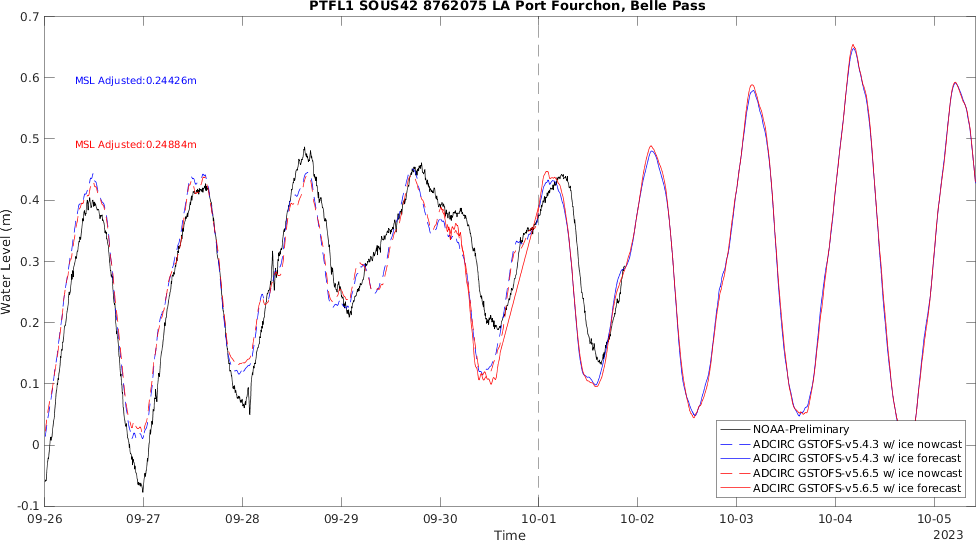 PTFL1 SOUS42 8762075 LA Port Fourchon, Belle Pass
0.7
0.6
0.5
0.4
0.3
0.2
0.1
0
-0.1
Water Level (m)
MSL Adjusted:0.24426m
MSL Adjusted:0.24884m
NOAA-Preliminary
ADCIRC GSTOFS-v5.4.3 w/ ice nowcast
ADCIRC GSTOFS-v5.4.3 w/ ice forecast
ADCIRC GSTOFS-v5.6.5 w/ ice nowcast
ADCIRC GSTOFS-v5.6.5 w/ ice forecast
09-26 09-27 09-28 09-29 09-30 10-01 10-02 10-03 10-04 10-05
Time
2023